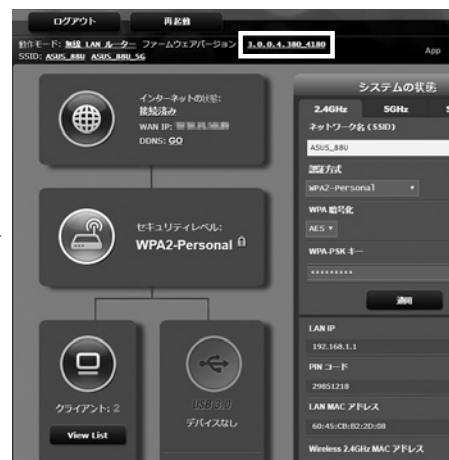 ログアウト
再起動
動作モード: 無線 LAN ルーター ファームウェアバージョン 3.0.0.4.380_4180
SSID: ASUS_88U ASUS_88U_5G
App
インターネットの状態:
接続済み
WAN IP:
DDNS: GO
セキュリティレベル:
WPA2-Personal
クライアント: 2
View List
USB 3.0
デバイスなし
システムの状態
2.4GHz
5GHz
ネットワーク名 (SSID)
ASUS_88U
認証方式
WPA2-Personal
WPA 暗号化
AES
WPA-PSK キー
•••••••••
適用
LAN IP
192.168.1.1
PIN コード
29851218
LAN MAC アドレス
60:45:CB:B2:2D:08
Wireless 2.4GHz MAC アドレス